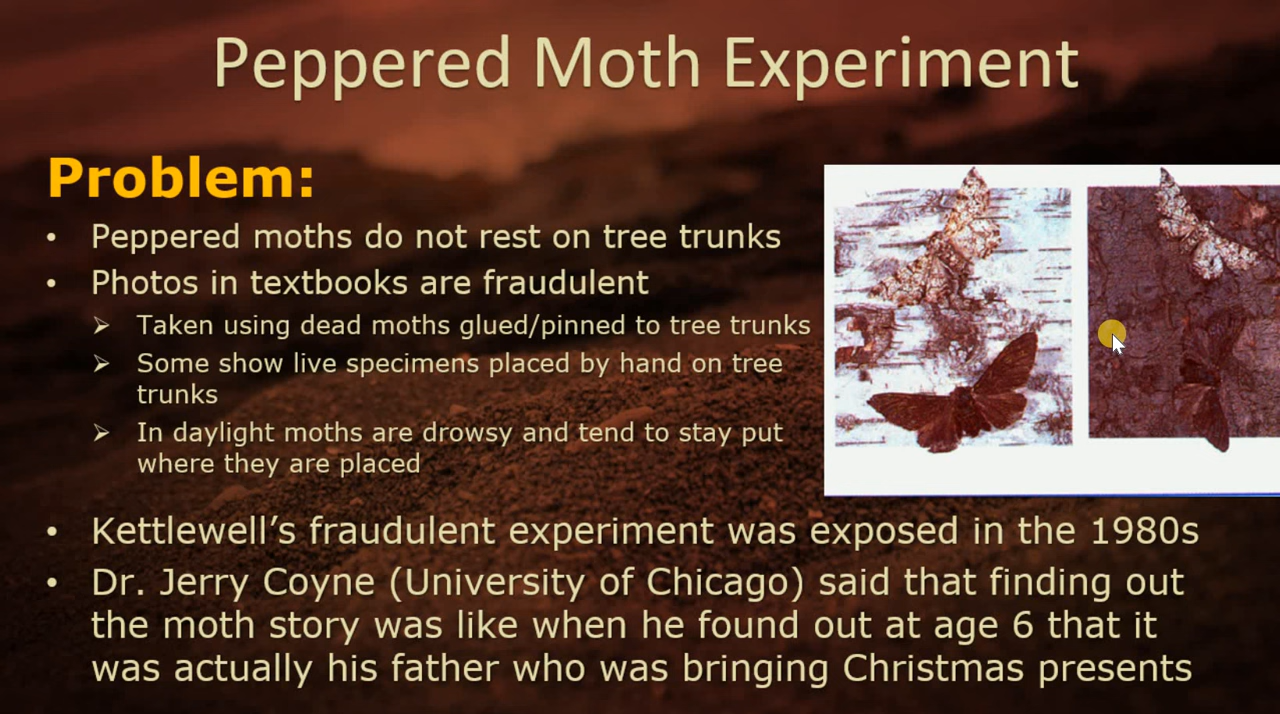 Peppered Moth Experiment
Problem:
• Peppered moths do not rest on tree trunks
• Photos in textbooks are fraudulent
➢ Taken using dead moths glued/pinned to tree trunks
➢ Some show live specimens placed by hand on tree
trunks
➢ In daylight moths are drowsy and tend to stay put
where they are placed
• Kettlewell’s fraudulent experiment was exposed in the 1980s
• Dr. Jerry Coyne (University of Chicago) said that finding out
the moth story was like when he found out at age 6 that it
was actually his father who was bringing Christmas presents